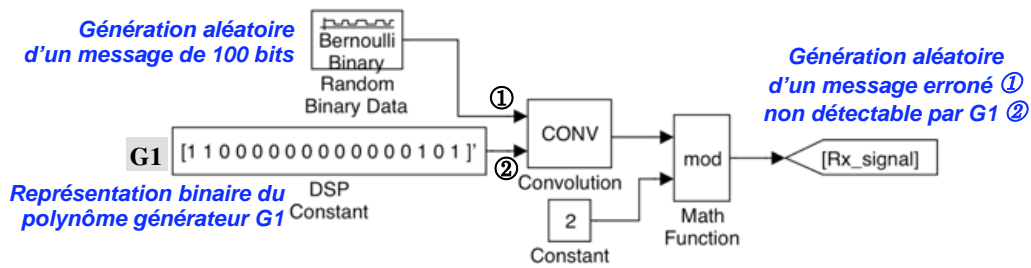 Génération aléatoire
d'un message de 100 bits
Bernoulli
Binary
Random
Binary Data
①
Génération aléatoire
d'un message erroné ①
non détectable par G1 ②
G1
[1 1 0 0 0 0 0 0 0 0 0 0 0 0 1 0 1 ]'
②
CONV
mod
[Rx_signal]
Représentation binaire du
polynôme générateur G1
DSP
Constant
Convolution
2
Constant
Math
Function